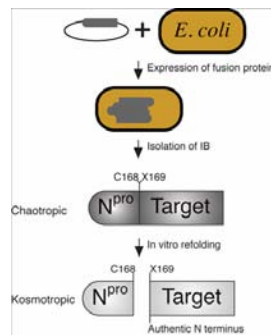 + E. coli
Expression of fusion protein
Isolation of IB
C168 X169
Chaotropic Npro Target
In vitro refolding
C168 X169
Kosmotropic Npro Target
Authentic N terminus